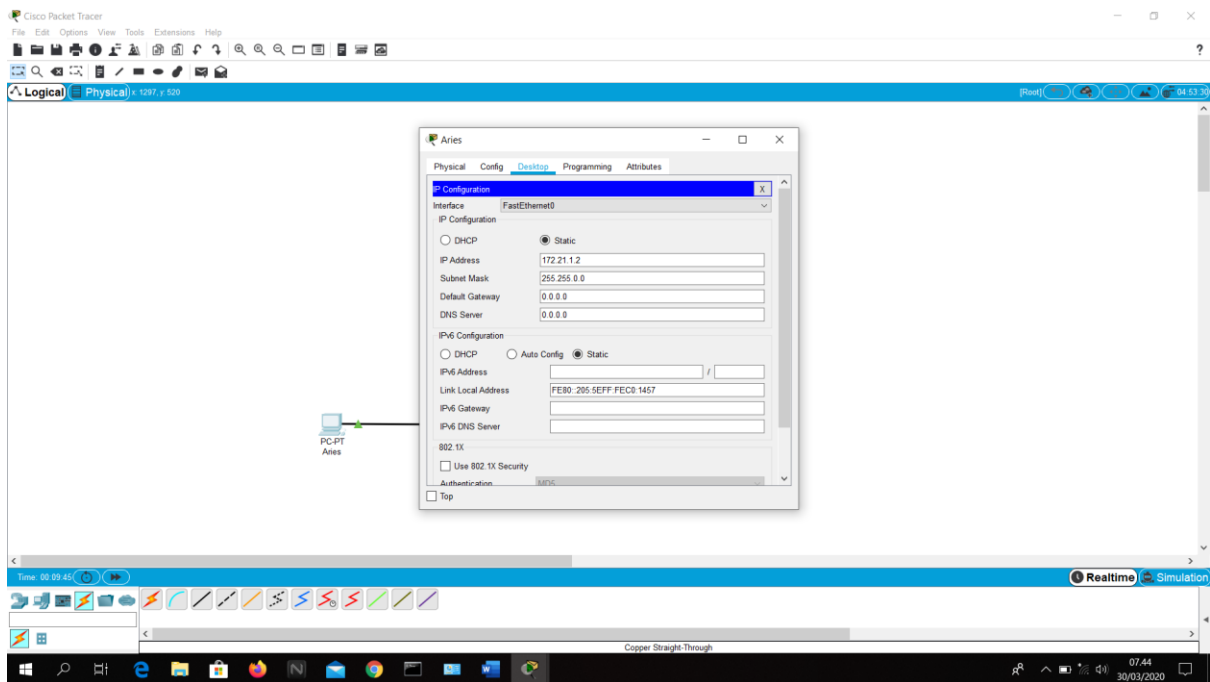 Cisco Packet Tracer
File Edit Options View Tools Extensions Help
?
Logical Physical x: 1297, y: 520 [Root] 04:53:30
Aries
Physical Config Desktop Programming Attributes
IP Configuration X
Interface FastEthernet0
IP Configuration
DHCP Static
IP Address 172.21.1.2
Subnet Mask 255.255.0.0
Default Gateway 0.0.0.0
DNS Server 0.0.0.0
IPv6 Configuration
DHCP Auto Config Static
IPv6 Address /
Link Local Address FE80::205:5EFF:FEC0:1457
IPv6 Gateway
IPv6 DNS Server
802.1X
Use 802.1X Security
Authentication MD5
Top
PC-PT
Aries
Time: 00:09:45 Realtime Simulation
Copper Straight-Through
07.44
30/03/2020